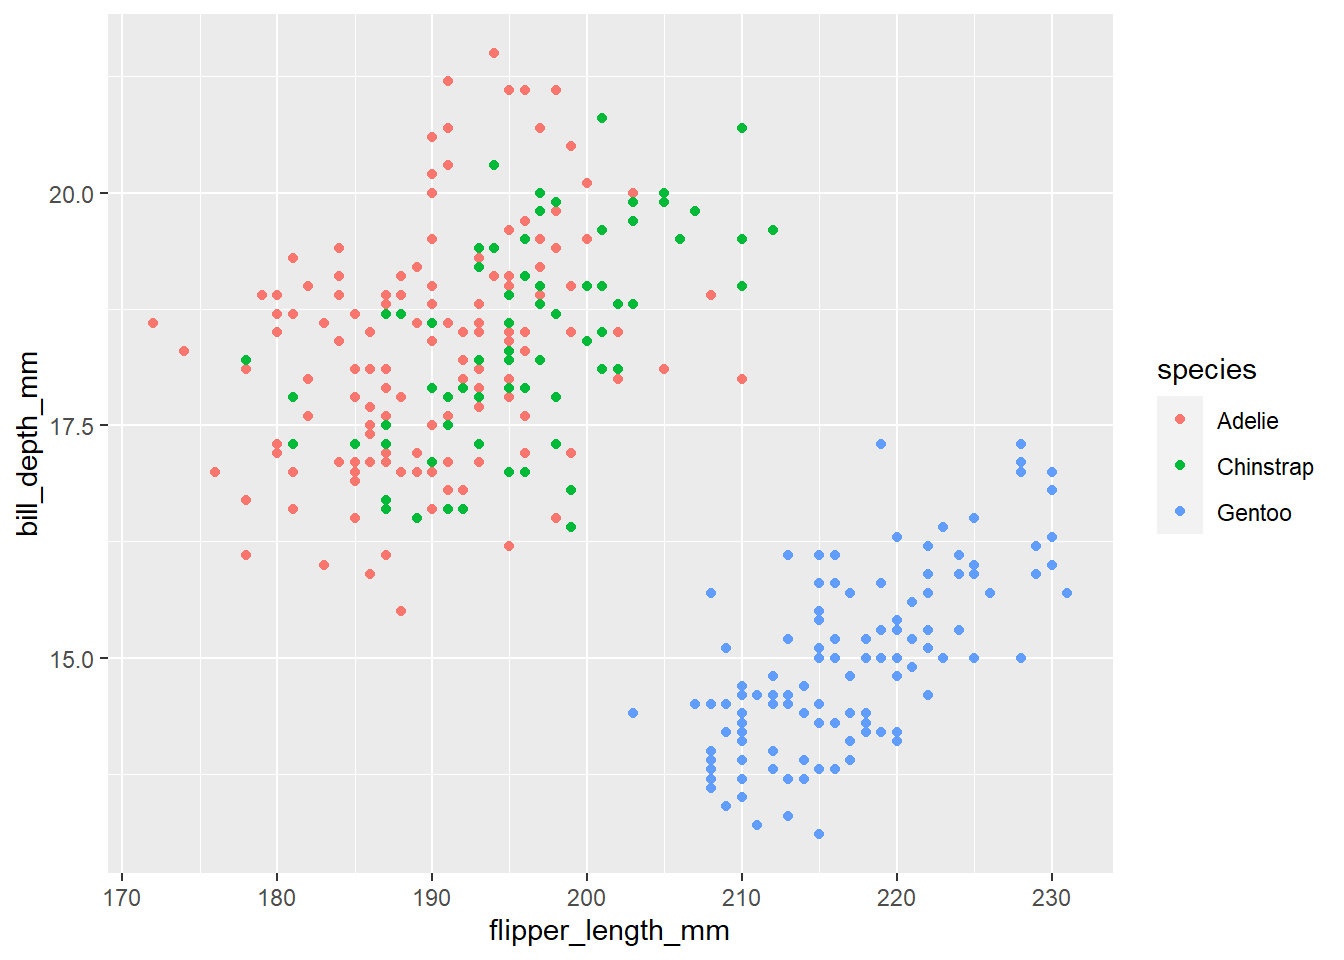 20.0
17.5
15.0
bill_depth_mm
170 180 190 200 210 220 230
flipper_length_mm
species
Adelie
Chinstrap
Gentoo